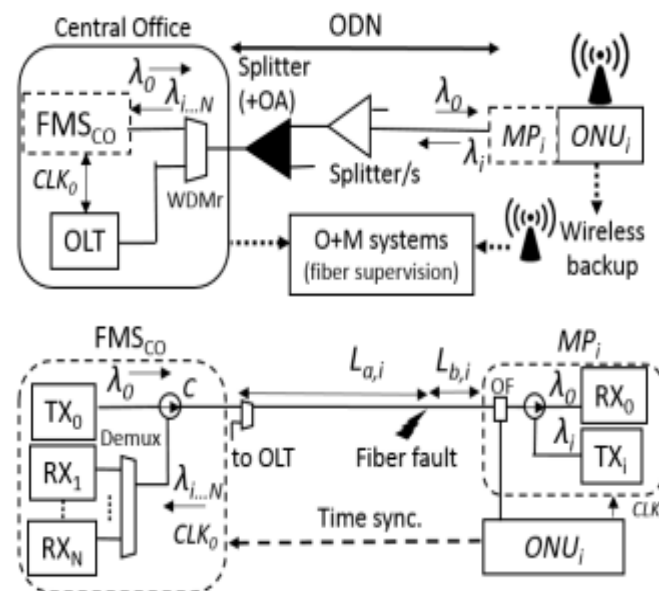 Central Office
ODN
λ0
λi...N
Splitter
(+OA)
λ0
FMSCO
MPi
ONUi
λi
CLK0
WDMr
Splitter/s
OLT
O+M systems
(fiber supervision)
Wireless
backup
FMSCO
MPi
λ0
C
La,i
Lb,i
OF
λ0
RX0
TX0
Demux
λi
TXi
RX1
to OLT
Fiber fault
λi...N
CLK0
Time sync.
CLK
RXN
ONUi